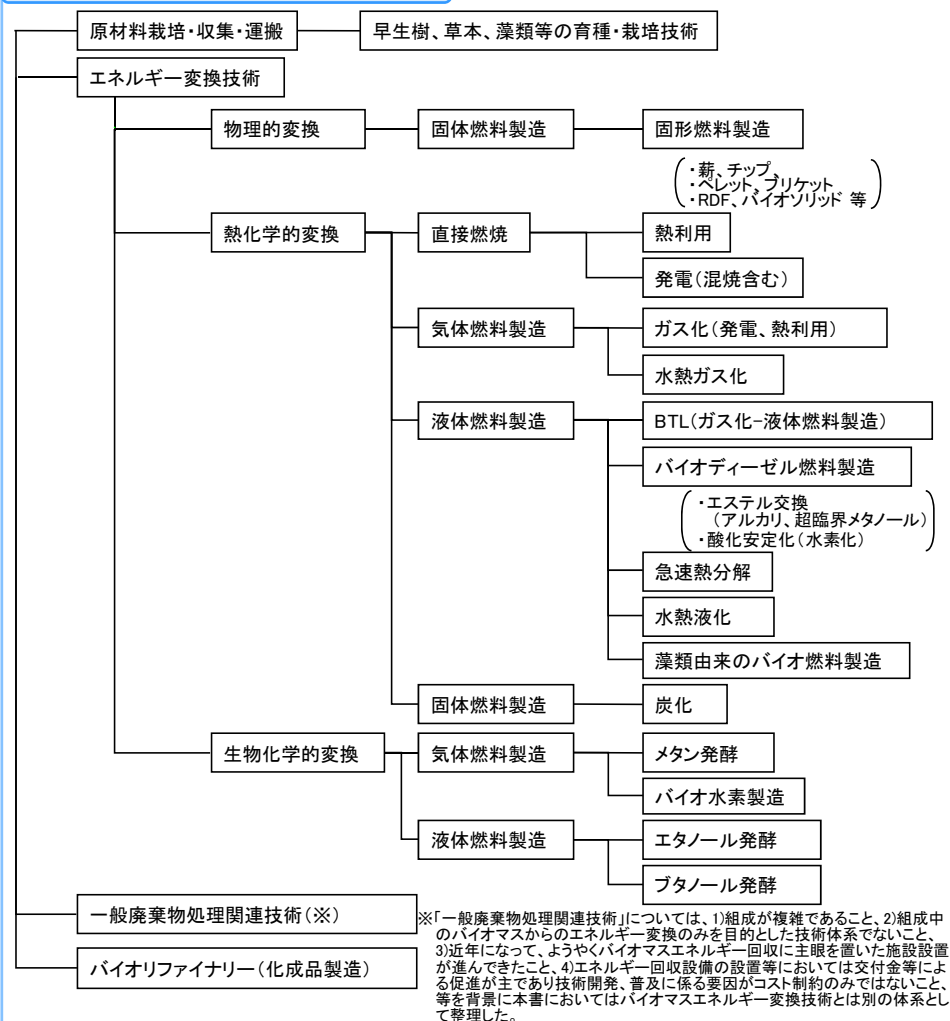 原材料栽培・収集・運搬
早生樹、草本、藻類等の育種・栽培技術
エネルギー変換技術
物理的変換
固体燃料製造
固形燃料製造
・薪、チップ、
・ペレット、ブリケット
・RDF、バイオソリッド 等
熱化学的変換
直接燃焼
熱利用
発電(混焼含む)
気体燃料製造
ガス化(発電、熱利用)
水熱ガス化
液体燃料製造
BTL(ガス化-液体燃料製造)
バイオディーゼル燃料製造
・エステル交換
(アルカリ、超臨界メタノール)
・酸化安定化(水素化)
急速熱分解
水熱液化
藻類由来のバイオ燃料製造
固体燃料製造
炭化
生物化学的変換
気体燃料製造
メタン発酵
バイオ水素製造
液体燃料製造
エタノール発酵
ブタノール発酵
一般廃棄物処理関連技術(※)
バイオリファイナリー(化成品製造)
※「一般廃棄物処理関連技術」については、1)組成が複雑であること、2)組成中
のバイオマスからのエネルギー変換のみを目的とした技術体系でないこと、
3)近年になって、ようやくバイオマスエネルギー回収に主眼を置いた施設設置
が進んできたこと、4)エネルギー回収設備の設置等においては交付金等によ
る促進が主であり技術開発、普及に係る要因がコスト制約のみではないこと、
等を背景に本書においてはバイオマスエネルギー変換技術とは別の体系とし
て整理した。